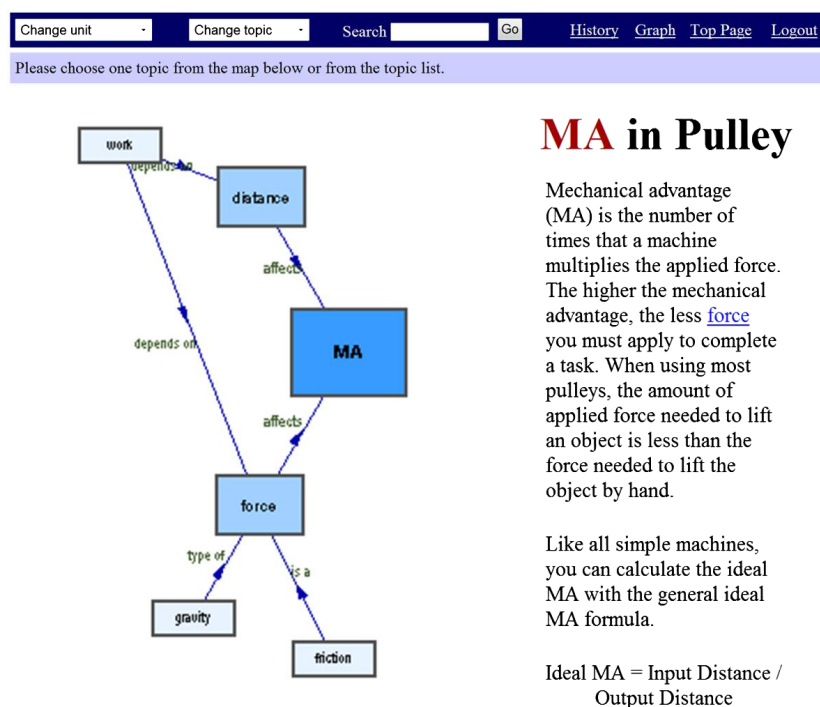 Change unit Change topic Search Go History Graph Top Page Logout
Please choose one topic from the map below or from the topic list.
work
depends on
distance
affects
MA
depends on
affects
force
type of
is a
gravity
friction
MA in Pulley
Mechanical advantage
(MA) is the number of
times that a machine
multiplies the applied force.
The higher the mechanical
advantage, the less force
you must apply to complete
a task. When using most
pulleys, the amount of
applied force needed to lift
an object is less than the
force needed to lift the
object by hand.
Like all simple machines,
you can calculate the ideal
MA with the general ideal
MA formula.
Ideal MA = Input Distance /
Output Distance